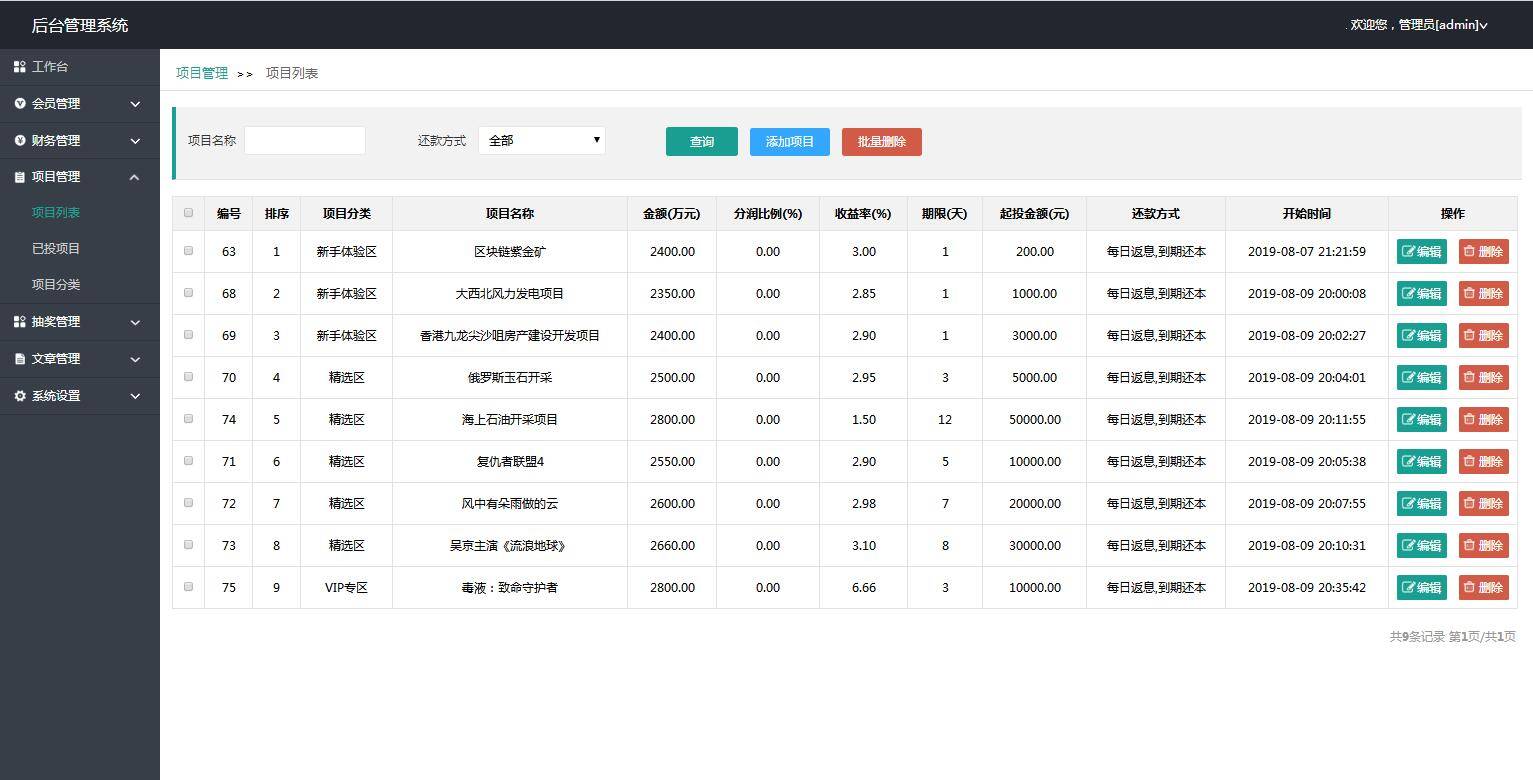 后台管理系统
欢迎您，管理员[admin]
工作台
会员管理
财务管理
项目管理
项目列表
已投项目
项目分类
抽奖管理
文章管理
系统设置
项目管理 >> 项目列表
项目名称 还款方式 全部 查询 添加项目 批量删除
编号 排序 项目分类 项目名称 金额(万元) 分润比例(%) 收益率(%) 期限(天) 起投金额(元) 还款方式 开始时间 操作
63 1 新手体验区 区块链紫金矿 2400.00 0.00 3.00 1 200.00 每日返息,到期还本 2019-08-07 21:21:59 编辑 删除
68 2 新手体验区 大西北风力发电项目 2350.00 0.00 2.85 1 1000.00 每日返息,到期还本 2019-08-09 20:00:08 编辑 删除
69 3 新手体验区 香港九龙尖沙咀房产建设开发项目 2400.00 0.00 2.90 1 3000.00 每日返息,到期还本 2019-08-09 20:02:27 编辑 删除
70 4 精选区 俄罗斯玉石开采 2500.00 0.00 2.95 3 5000.00 每日返息,到期还本 2019-08-09 20:04:01 编辑 删除
74 5 精选区 海上石油开采项目 2800.00 0.00 1.50 12 50000.00 每日返息,到期还本 2019-08-09 20:11:55 编辑 删除
71 6 精选区 复仇者联盟4 2550.00 0.00 2.90 5 10000.00 每日返息,到期还本 2019-08-09 20:05:38 编辑 删除
72 7 精选区 风中有朵雨做的云 2600.00 0.00 2.98 7 20000.00 每日返息,到期还本 2019-08-09 20:07:55 编辑 删除
73 8 精选区 吴京主演《流浪地球》 2660.00 0.00 3.10 8 30000.00 每日返息,到期还本 2019-08-09 20:10:31 编辑 删除
75 9 VIP专区 毒液：致命守护者 2800.00 0.00 6.66 3 10000.00 每日返息,到期还本 2019-08-09 20:35:42 编辑 删除
共9条记录 第1页/共1页